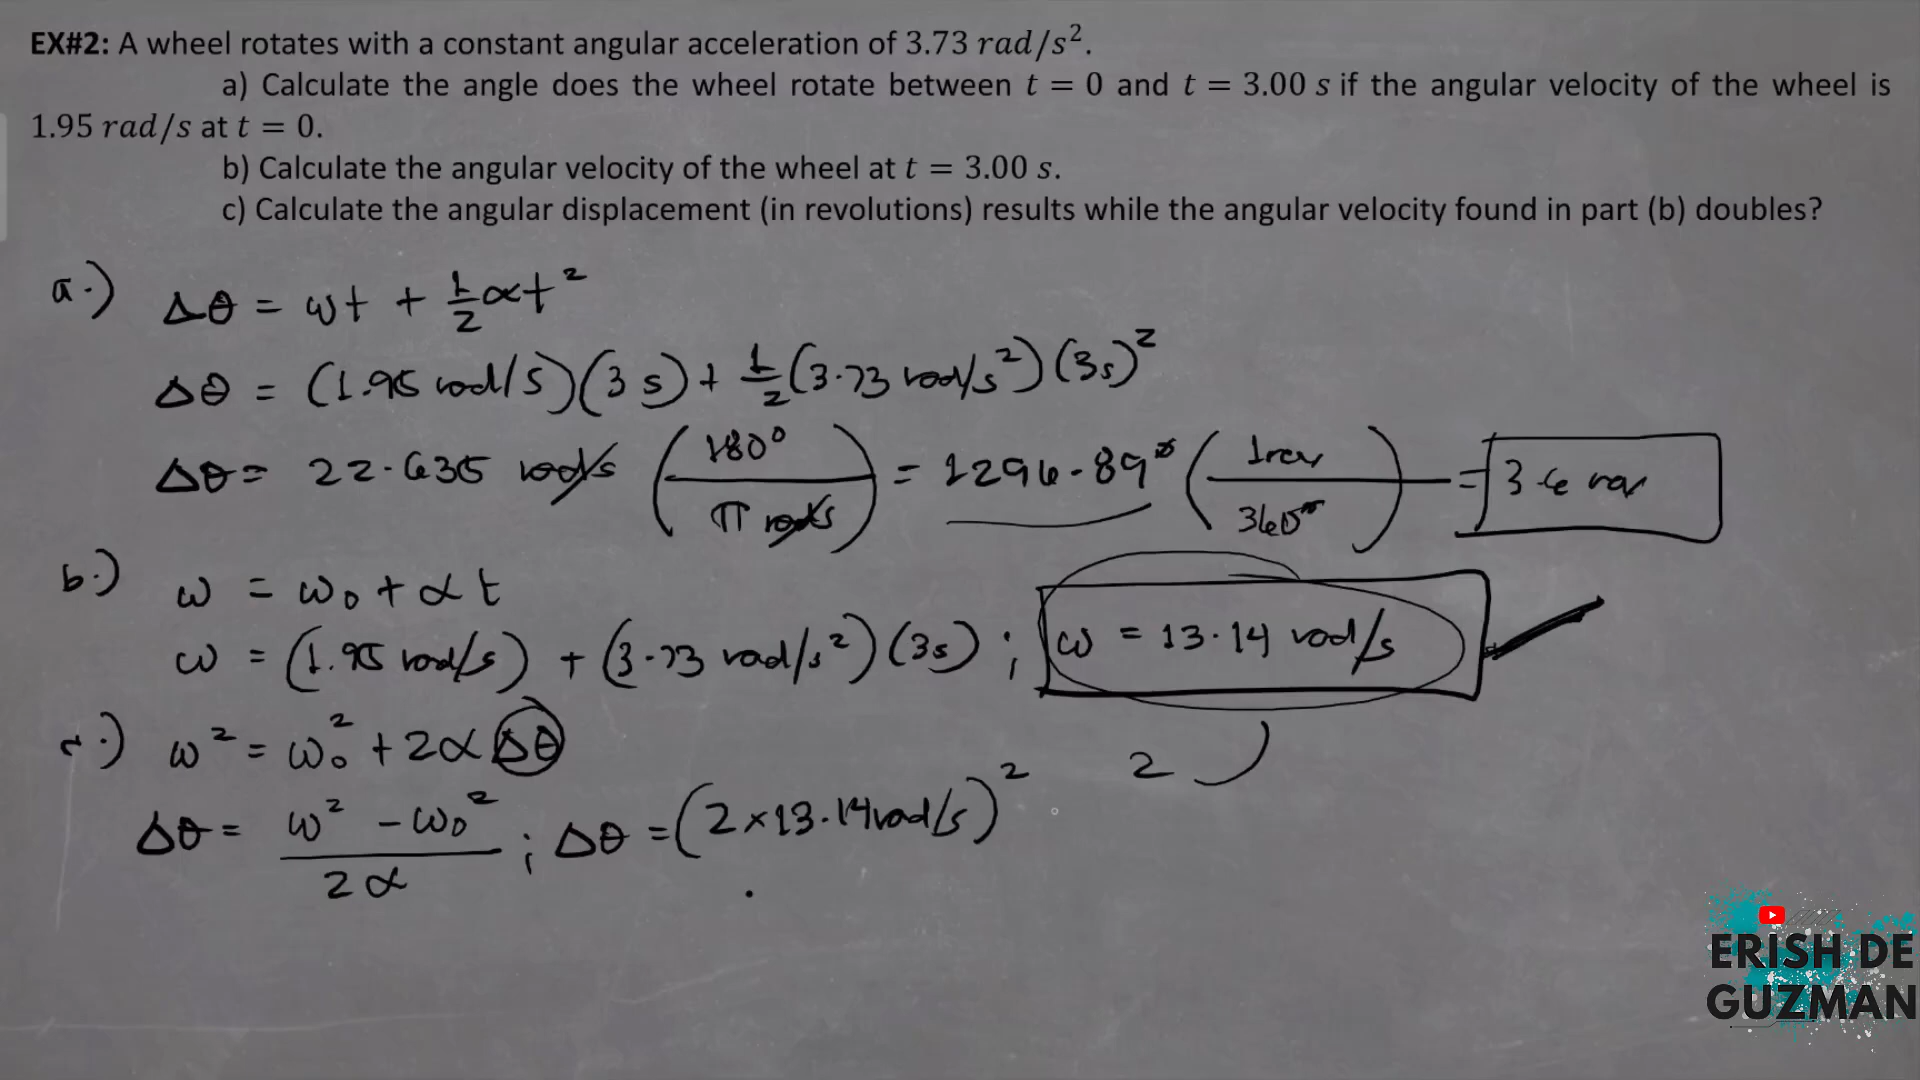 EX#2: A wheel rotates with a constant angular acceleration of 3.73 rad/s².
a) Calculate the angle does the wheel rotate between t = 0 and t = 3.00 s if the angular velocity of the wheel is
1.95 rad/s at t = 0.
b) Calculate the angular velocity of the wheel at t = 3.00 s.
c) Calculate the angular displacement (in revolutions) results while the angular velocity found in part (b) doubles?
a.) Δθ = ωt + 1/2 αt²
Δθ = (1.95 rad/s)(3 s) + 1/2 (3.73 rad/s²)(3s)²
Δθ = 22.635 rads (180° / π rads) = 1296.89° (1 rev / 360°) = 3.6 rev
b.) ω = ω₀ + αt
ω = (1.95 rad/s) + (3.73 rad/s²)(3s) ; ω = 13.14 rad/s
c.) ω² = ω₀² + 2αΔθ
2
Δθ = (ω² - ω₀²) / 2α ; Δθ = (2×13.14rad/s)²
ERISH DE
GUZMAN